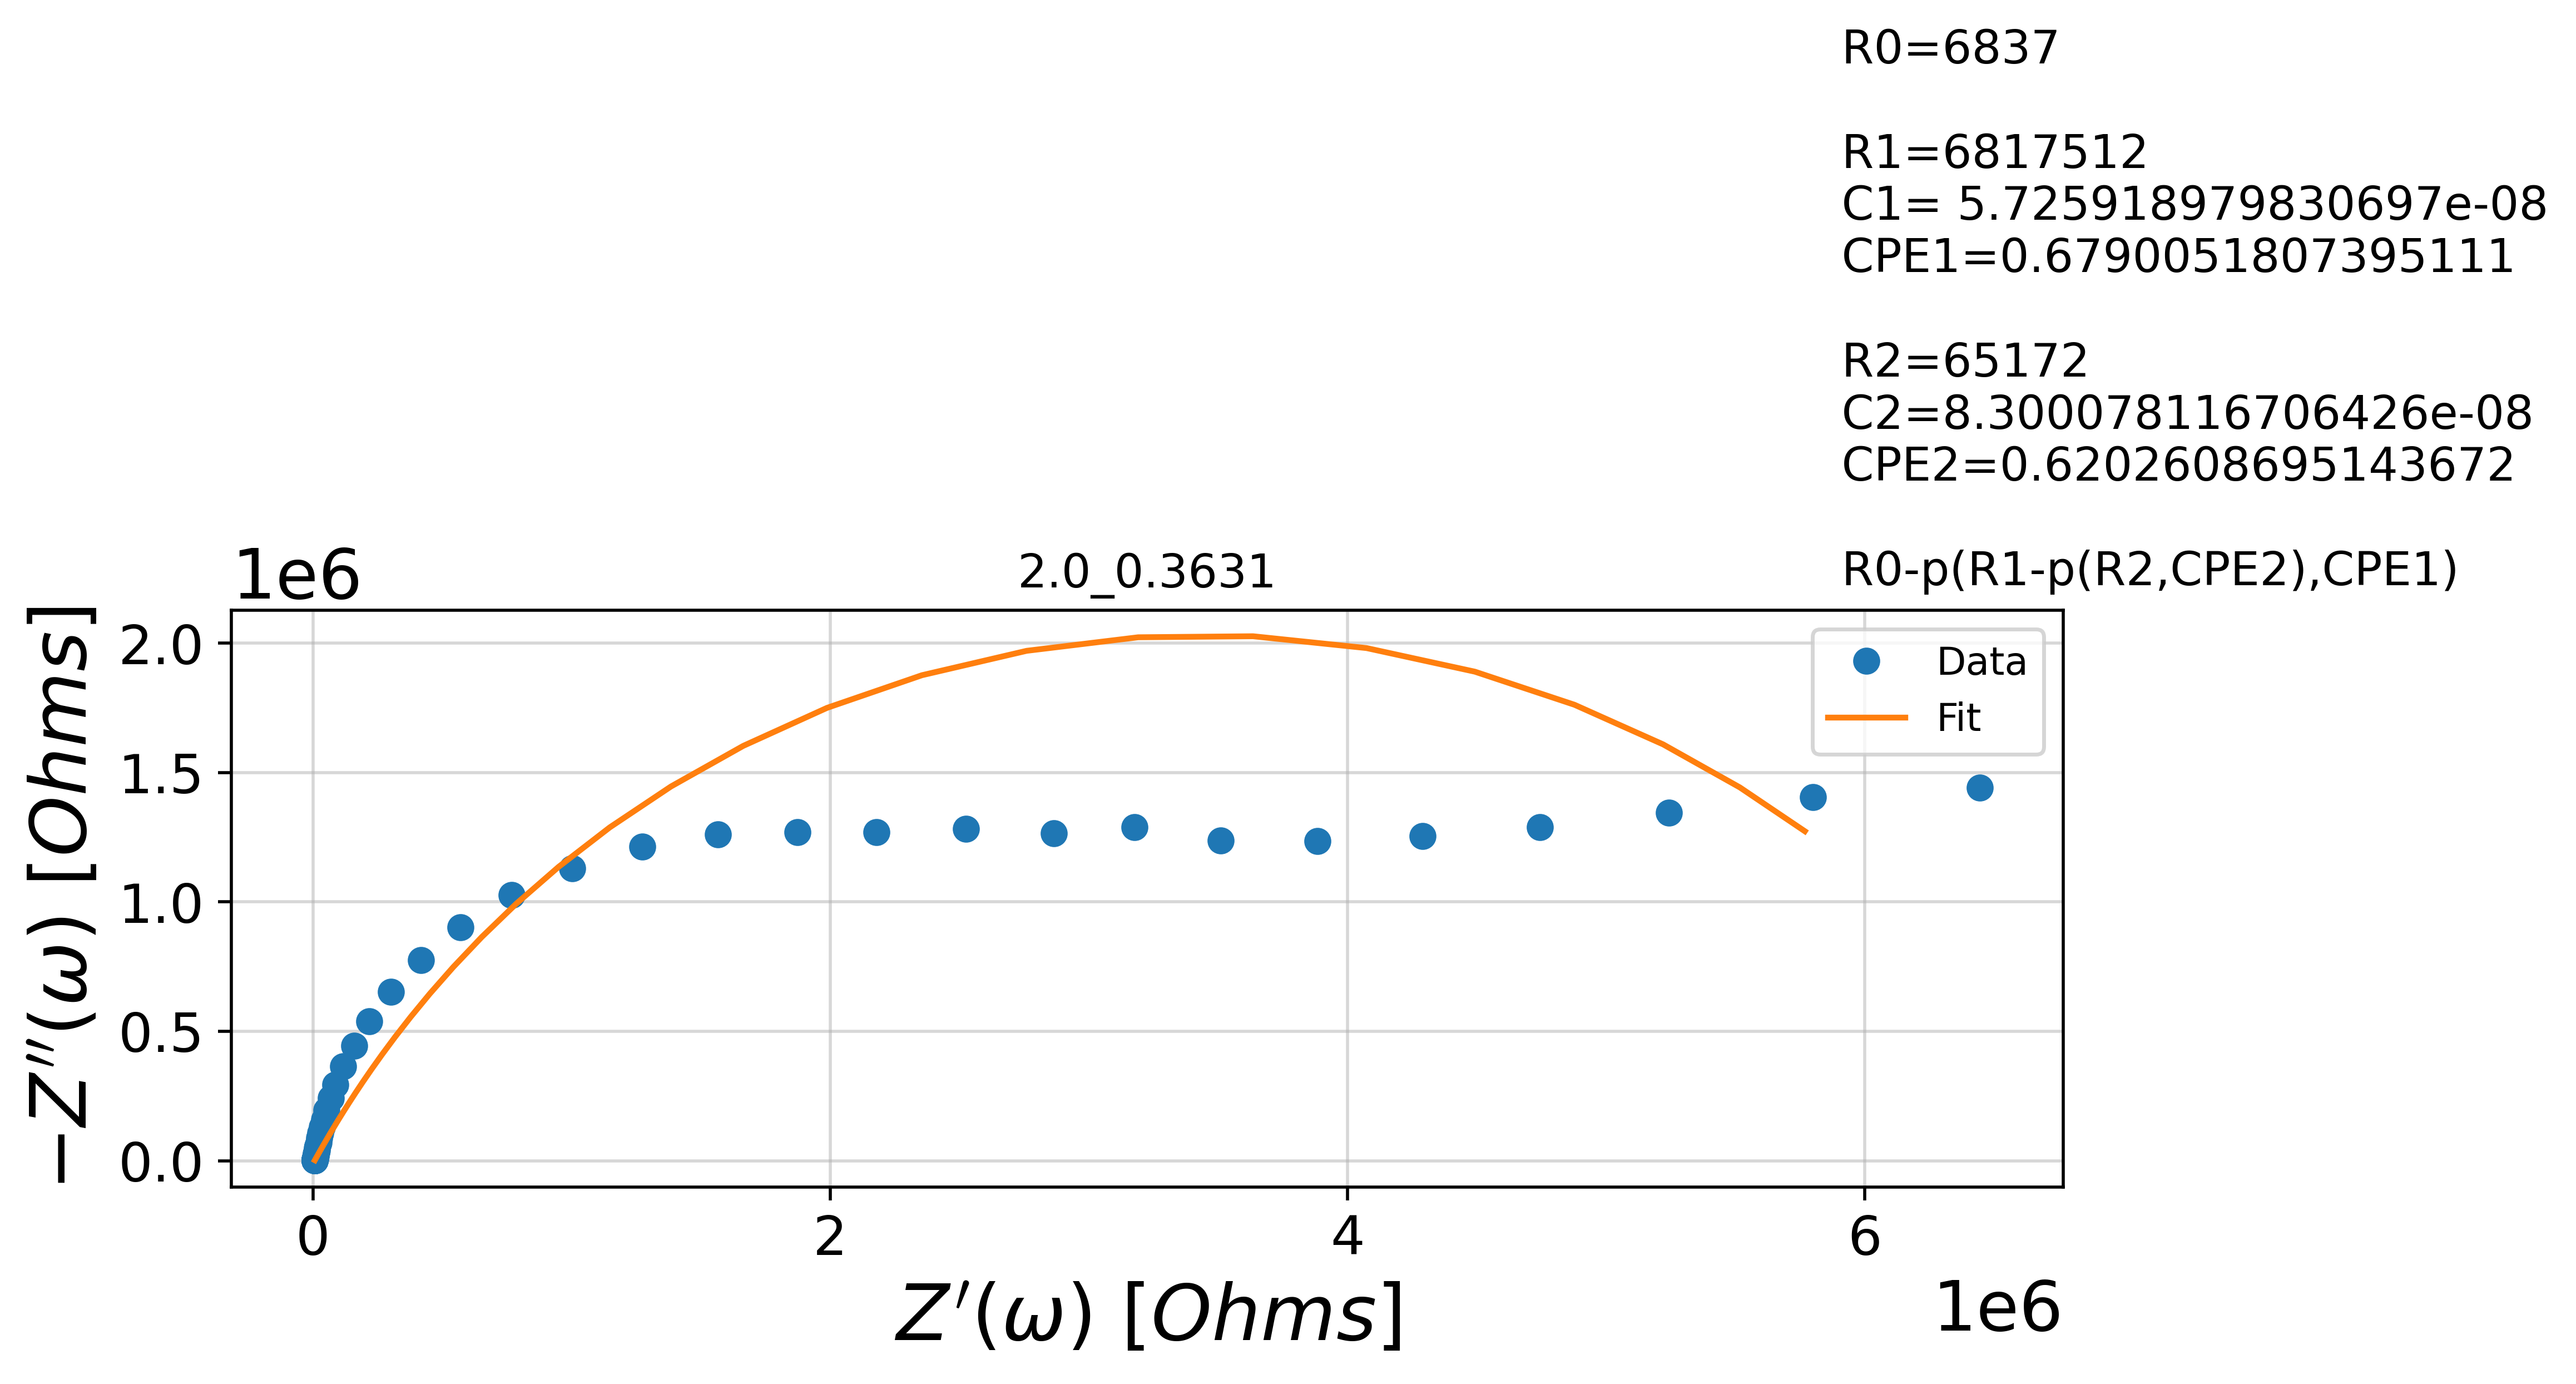 R0=6837
R1=6817512
C1= 5.725918979830697e-08
CPE1=0.6790051807395111
R2=65172
C2=8.300078116706426e-08
CPE2=0.6202608695143672
R0-p(R1-p(R2,CPE2),CPE1)
1e6
2.0_0.3631
−Z′′(ω) [Ohms]
2.0
1.5
1.0
0.5
0.0
Data
Fit
0 2 4 6
Z′(ω) [Ohms]
1e6